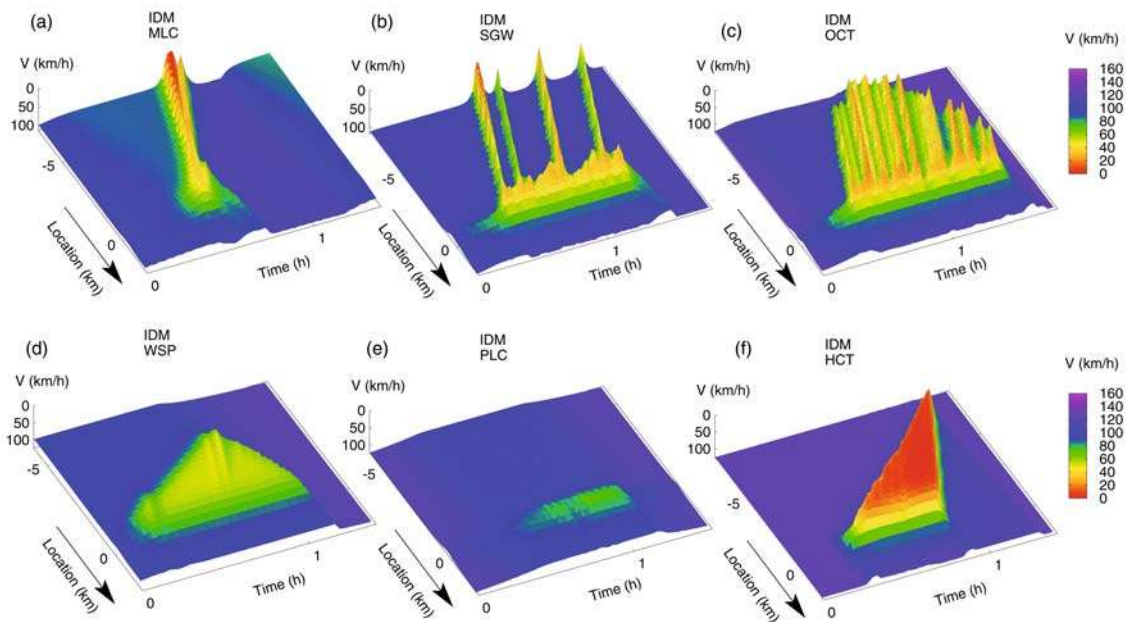 (a)
IDM
MLC
V (km/h)
0
50
100
-5
0
Location (km)
0
Time (h)
1
(b)
IDM
SGW
V (km/h)
0
50
100
-5
0
Location (km)
0
Time (h)
1
(c)
IDM
OCT
V (km/h)
0
50
100
-5
0
Location (km)
0
Time (h)
1
V (km/h)
160
140
120
100
80
60
40
20
0
(d)
IDM
WSP
V (km/h)
0
50
100
-5
0
Location (km)
0
Time (h)
1
(e)
IDM
PLC
V (km/h)
0
50
100
-5
0
Location (km)
0
Time (h)
1
(f)
IDM
HCT
V (km/h)
0
50
100
-5
0
Location (km)
0
Time (h)
1
V (km/h)
160
140
120
100
80
60
40
20
0